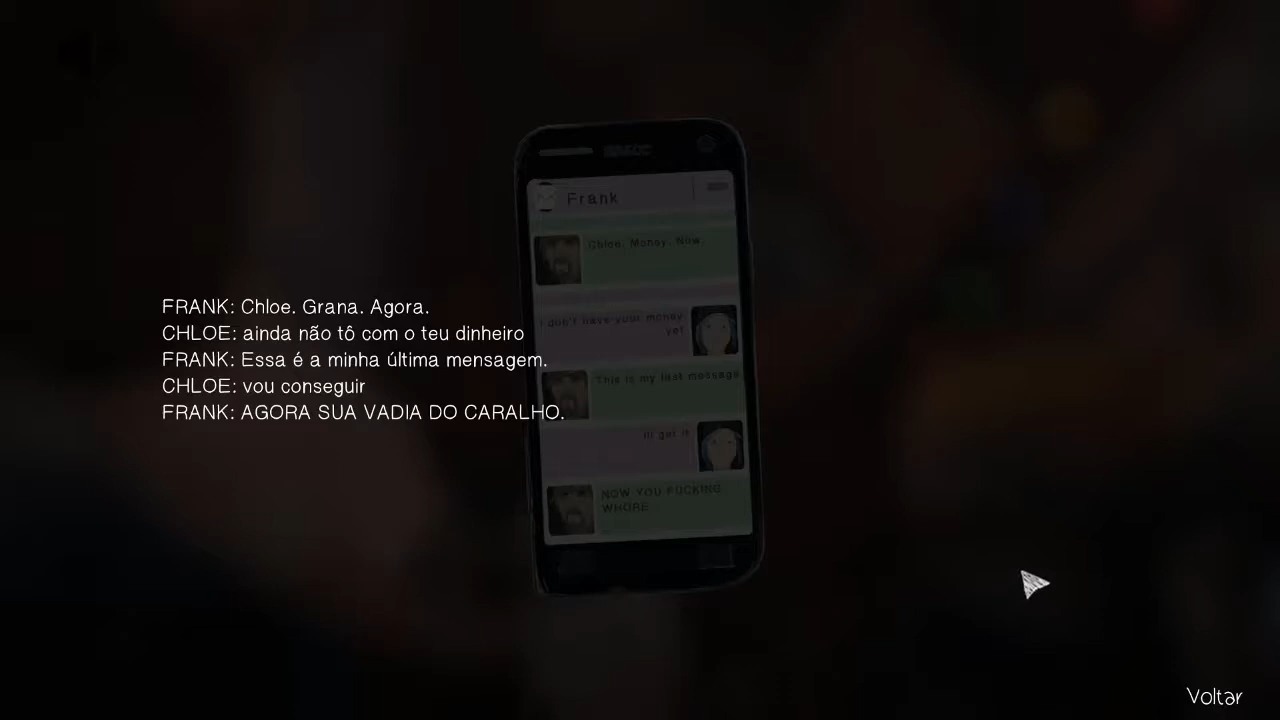 Frank
Chloe. Money. Now.
FRANK: Chloe. Grana. Agora.
I don't have your money
yet
CHLOE: ainda não tô com o teu dinheiro
FRANK: Essa é a minha última mensagem.
This is my last message
CHLOE: vou conseguir
FRANK: AGORA SUA VADIA DO CARALHO.
ill get it
NOW YOU FUCKING
WHORE
Voltar